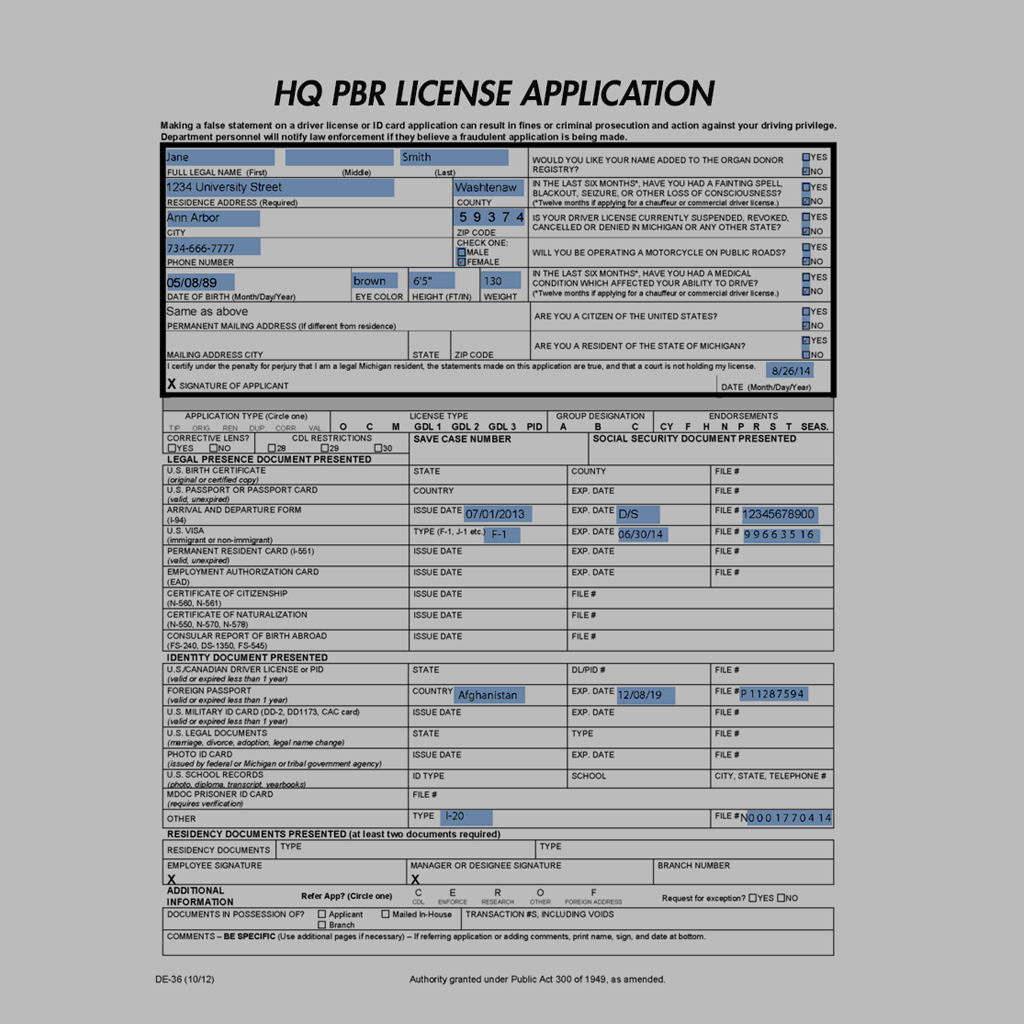 HQ PBR LICENSE APPLICATION
Making a false statement on a driver license or ID card application can result in fines or criminal prosecution and action against your driving privilege.
Department personnel will notify law enforcement if they believe a fraudulent application is being made.
Jane Smith
FULL LEGAL NAME (First) (Middle) (Last)
WOULD YOU LIKE YOUR NAME ADDED TO THE ORGAN DONOR REGISTRY? YES NO
1234 University Street Washtenaw
RESIDENCE ADDRESS (Required) COUNTY
IN THE LAST SIX MONTHS*, HAVE YOU HAD A FAINTING SPELL, YES
BLACKOUT, SEIZURE, OR OTHER LOSS OF CONSCIOUSNESS?
(*Twelve months if applying for a chauffeur or commercial driver license.) NO
Ann Arbor 5 9 3 7 4
CITY ZIP CODE
IS YOUR DRIVER LICENSE CURRENTLY SUSPENDED, REVOKED, YES
CANCELLED OR DENIED IN MICHIGAN OR ANY OTHER STATE? NO
734-666-7777
PHONE NUMBER
CHECK ONE:
MALE
FEMALE
WILL YOU BE OPERATING A MOTORCYCLE ON PUBLIC ROADS? YES NO
05/08/89 brown 6'5" 130
DATE OF BIRTH (Month/Day/Year) EYE COLOR HEIGHT (FT/IN) WEIGHT
IN THE LAST SIX MONTHS*, HAVE YOU HAD A MEDICAL YES
CONDITION WHICH AFFECTED YOUR ABILITY TO DRIVE?
(*Twelve months if applying for a chauffeur or commercial driver license.) NO
Same as above
PERMANENT MAILING ADDRESS (If different from residence)
ARE YOU A CITIZEN OF THE UNITED STATES? YES NO
MAILING ADDRESS CITY STATE ZIP CODE
ARE YOU A RESIDENT OF THE STATE OF MICHIGAN? YES NO
I certify under the penalty for perjury that I am a legal Michigan resident, the statements made on this application are true, and that a court is not holding my license. 8/26/14
X SIGNATURE OF APPLICANT DATE (Month/Day/Year)
APPLICATION TYPE (Circle one) LICENSE TYPE GROUP DESIGNATION ENDORSEMENTS
TIP ORIG REN DUP CORR VAL O C M GDL 1 GDL 2 GDL 3 PID A B C CY F H N P R S T SEAS.
CORRECTIVE LENS? CDL RESTRICTIONS SAVE CASE NUMBER SOCIAL SECURITY DOCUMENT PRESENTED
YES NO 28 29 30
LEGAL PRESENCE DOCUMENT PRESENTED
U.S. BIRTH CERTIFICATE STATE COUNTY FILE #
(original or certified copy)
U.S. PASSPORT OR PASSPORT CARD COUNTRY EXP. DATE FILE #
(valid, unexpired)
ARRIVAL AND DEPARTURE FORM ISSUE DATE 07/01/2013 EXP. DATE D/S FILE # 12345678900
(I-94)
U.S. VISA TYPE (F-1, J-1 etc.) F-1 EXP. DATE 06/30/14 FILE # 9 9 6 6 3 5 1 6
(immigrant or non-immigrant)
PERMANENT RESIDENT CARD (I-551) ISSUE DATE EXP. DATE FILE #
(valid, unexpired)
EMPLOYMENT AUTHORIZATION CARD ISSUE DATE EXP. DATE FILE #
(EAD)
CERTIFICATE OF CITIZENSHIP ISSUE DATE FILE #
(N-560, N-561)
CERTIFICATE OF NATURALIZATION ISSUE DATE FILE #
(N-550, N-570, N-578)
CONSULAR REPORT OF BIRTH ABROAD ISSUE DATE FILE #
(FS-240, DS-1350, FS-545)
IDENTITY DOCUMENT PRESENTED
U.S./CANADIAN DRIVER LICENSE or PID STATE DL/PID # FILE #
(valid or expired less than 1 year)
FOREIGN PASSPORT COUNTRY Afghanistan EXP. DATE 12/08/19 FILE # P 11287594
(valid or expired less than 1 year)
U.S. MILITARY ID CARD (DD-2, DD1173, CAC card) ISSUE DATE EXP. DATE FILE #
(valid or expired less than 1 year)
U.S. LEGAL DOCUMENTS STATE TYPE FILE #
(marriage, divorce, adoption, legal name change)
PHOTO ID CARD ISSUE DATE EXP. DATE FILE #
(issued by federal or Michigan or tribal government agency)
U.S. SCHOOL RECORDS ID TYPE SCHOOL CITY, STATE, TELEPHONE #
(photo, diploma, transcript, yearbooks)
MDOC PRISONER ID CARD FILE #
(requires verification)
OTHER TYPE I-20 FILE # N0 0 0 1 7 7 0 4 14
RESIDENCY DOCUMENTS PRESENTED (at least two documents required)
RESIDENCY DOCUMENTS TYPE TYPE
EMPLOYEE SIGNATURE MANAGER OR DESIGNEE SIGNATURE BRANCH NUMBER
X X
ADDITIONAL INFORMATION Refer App? (Circle one) C E R O F Request for exception? YES NO
CDL ENFORCE RESEARCH OTHER FOREIGN ADDRESS
DOCUMENTS IN POSSESSION OF? Applicant Mailed In-House TRANSACTION #S, INCLUDING VOIDS
Branch
COMMENTS – BE SPECIFIC (Use additional pages if necessary) – If referring application or adding comments, print name, sign, and date at bottom.
DE-36 (10/12) Authority granted under Public Act 300 of 1949, as amended.